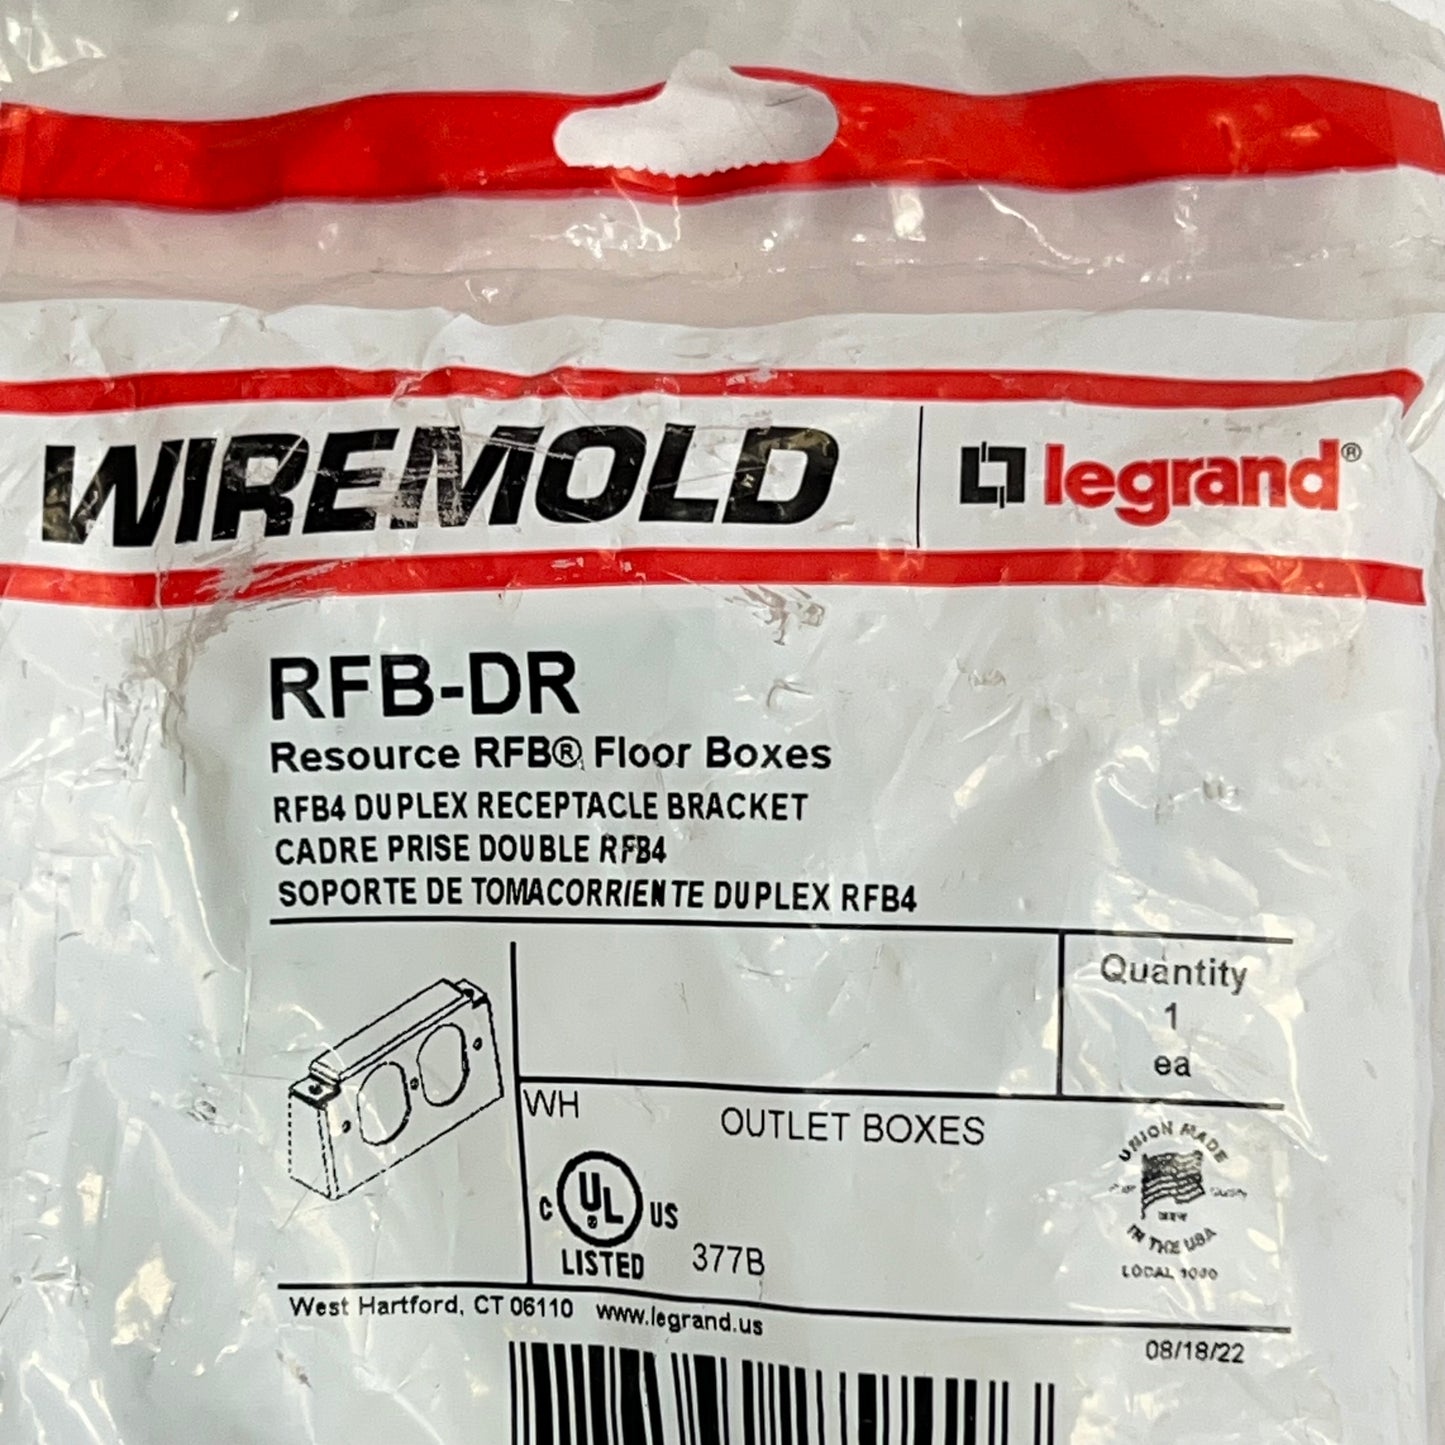 WIREMOLD legrand®
RFB-DR
Resource RFB® Floor Boxes
RFB4 DUPLEX RECEPTACLE BRACKET
CADRE PRISE DOUBLE RFB4
SOPORTE DE TOMACORRIENTE DUPLEX RFB4
Quantity
1
ea
WH
OUTLET BOXES
C UL® US
LISTED 377B
UNION MADE
IBEW
IN THE USA
LOCAL
West Hartford, CT 06110 www.legrand.us
08/18/22